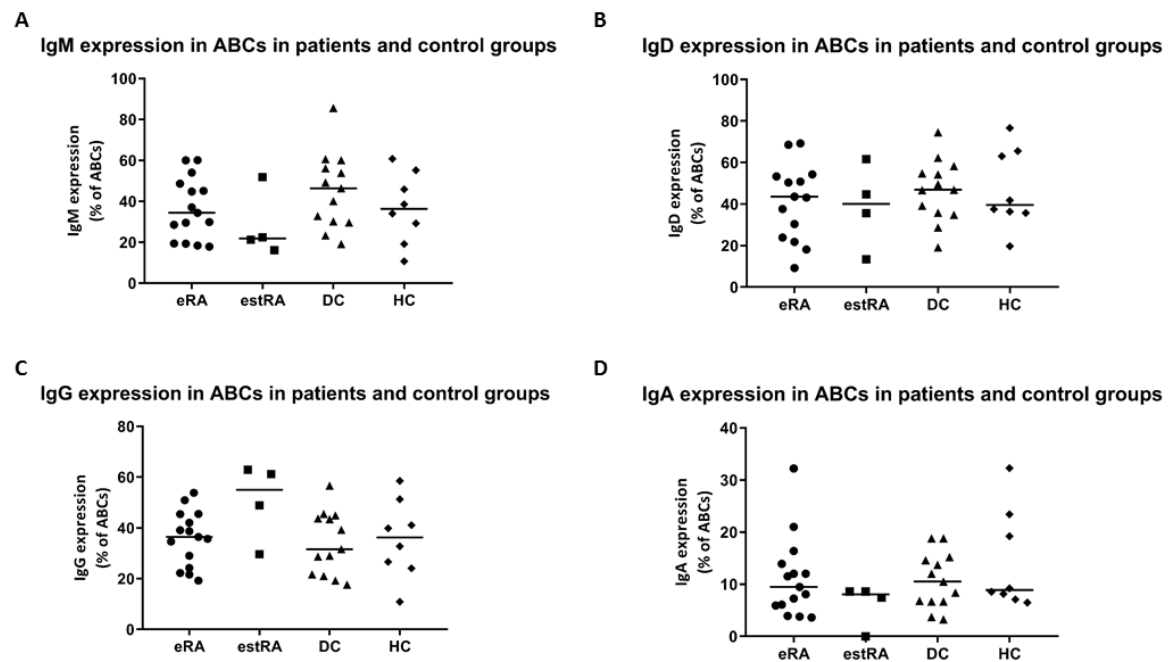 A
IgM expression in ABCs in patients and control groups
IgM expression
(% of ABCs)
100
80
60
40
20
0
eRA estRA DC HC
B
IgD expression in ABCs in patients and control groups
IgD expression
(% of ABCs)
100
80
60
40
20
0
eRA estRA DC HC
C
IgG expression in ABCs in patients and control groups
IgG expression
(% of ABCs)
80
60
40
20
0
eRA estRA DC HC
D
IgA expression in ABCs in patients and control groups
IgA expression
(% of ABCs)
40
30
20
10
0
eRA estRA DC HC